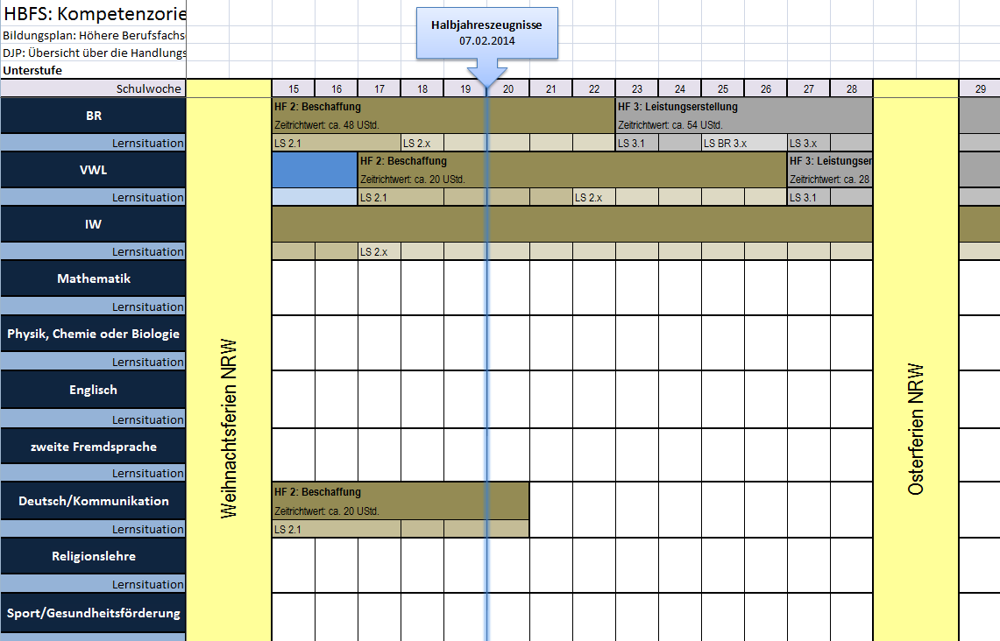 HBFS: Kompetenzorie
Bildungsplan: Höhere Berufsfachs
DJP: Übersicht über die Handlungs
Unterstufe
Halbjahreszeugnisse
07.02.2014
Schulwoche 15 16 17 18 19 20 21 22 23 24 25 26 27 28 29
BR HF 2: Beschaffung HF 3: Leistungserstellung
Zeitrichtwert: ca. 48 UStd. Zeitrichtwert: ca. 54 UStd.
Lernsituation LS 2.1 LS 2.x LS 3.1 LS BR 3.x LS 3.x
VWL HF 2: Beschaffung HF 3: Leistungser
Zeitrichtwert: ca. 20 UStd. Zeitrichtwert: ca. 28
Lernsituation LS 2.1 LS 2.x LS 3.1
IW
Lernsituation LS 2.x
Mathematik
Lernsituation
Physik, Chemie oder Biologie
Lernsituation
Englisch
Lernsituation
zweite Fremdsprache
Lernsituation
Deutsch/Kommunikation HF 2: Beschaffung
Zeitrichtwert: ca. 20 UStd.
Lernsituation LS 2.1
Religionslehre
Lernsituation
Sport/Gesundheitsförderung
Weihnachtsferien NRW
Osterferien NRW